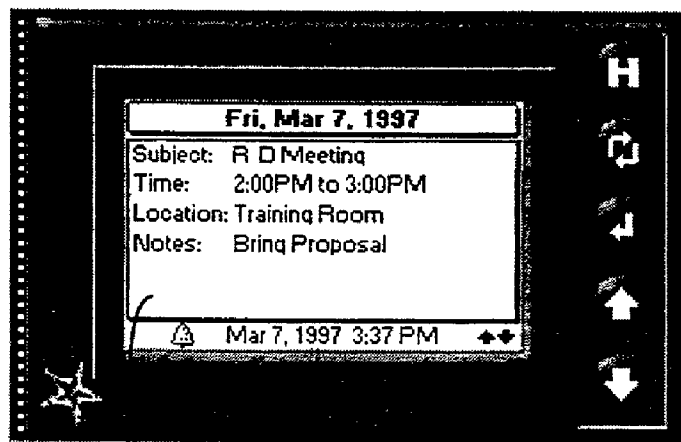 Fri, Mar 7, 1997
Subject: R D Meeting
Time: 2:00PM to 3:00PM
Location: Training Room
Notes: Bring Proposal
Mar 7, 1997 3:37 PM
H